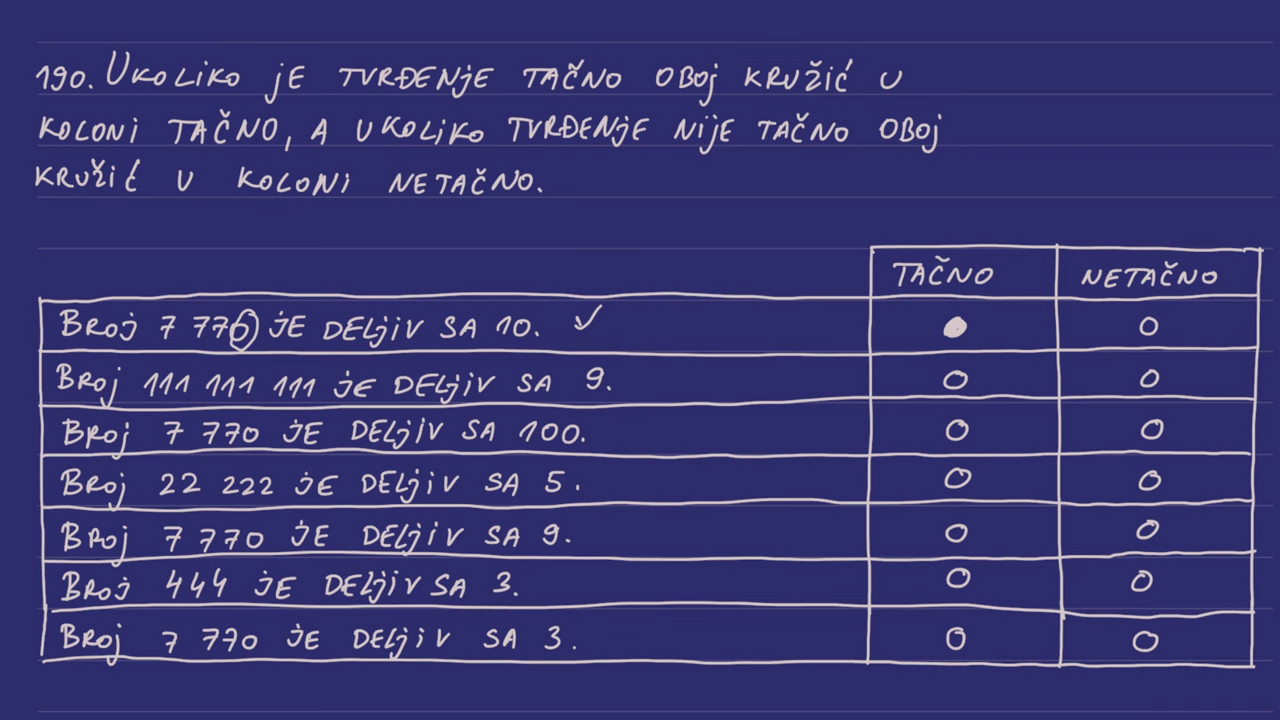 190. UKOLIKO JE TVRĐENJE TAČNO OBOJ KRUŽIĆ U
KOLONI TAČNO, A UKOLIKO TVRĐENJE NIJE TAČNO OBOJ
KRUŽIĆ U KOLONI NETAČNO.
TAČNO NETAČNO
BROJ 7 770 JE DELJIV SA 10. ✓
BROJ 111 111 111 JE DELJIV SA 9.
BROJ 7 770 JE DELJIV SA 100.
BROJ 22 222 JE DELJIV SA 5.
BROJ 7 770 JE DELJIV SA 9.
BROJ 444 JE DELJIV SA 3.
BROJ 7 770 JE DELJIV SA 3.